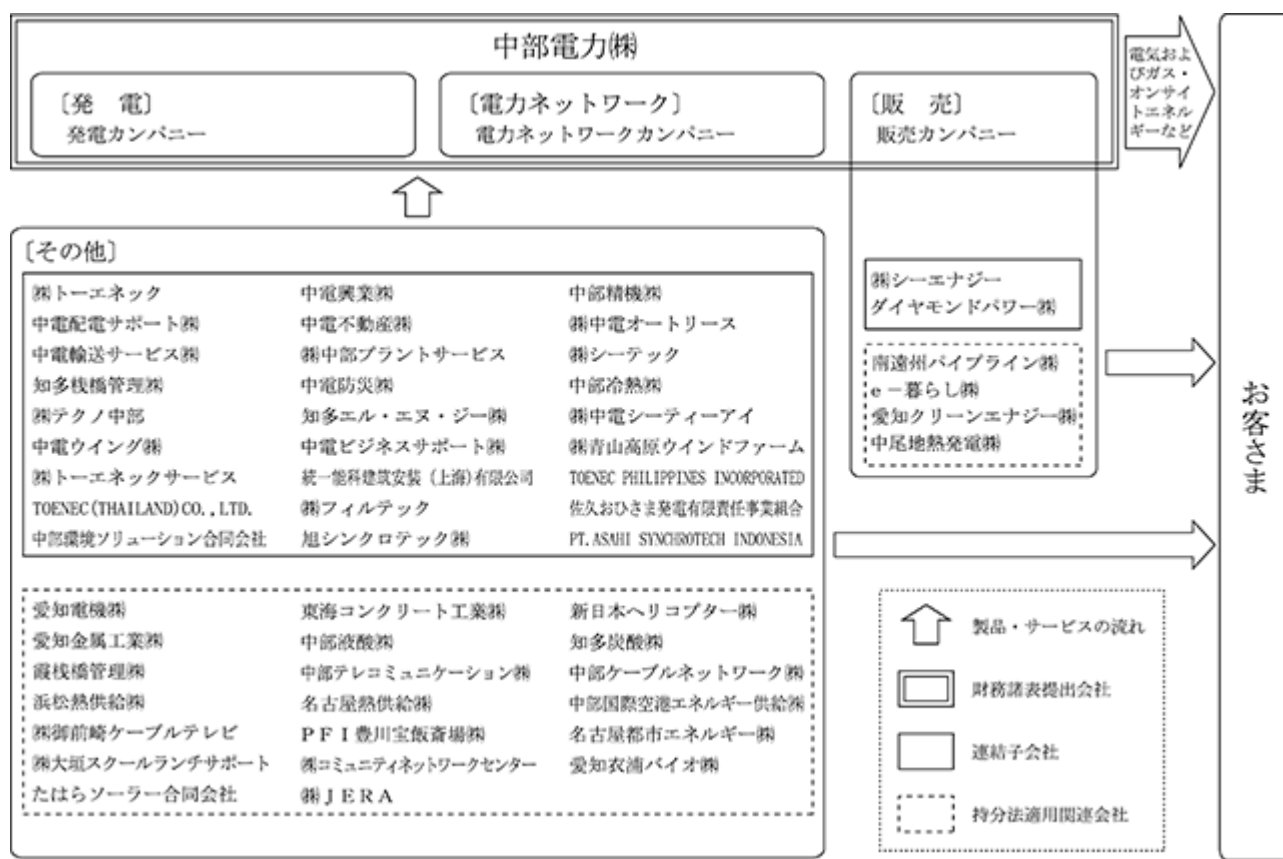 中部電力㈱
〔発　電〕
発電カンパニー
〔電力ネットワーク〕
電力ネットワークカンパニー
〔販　売〕
販売カンパニー
電気およ
びガス・
オンサイ
トエネル
ギーなど
お客さま
〔その他〕
㈱トーエネック　中電興業㈱　中部精機㈱
中電配電サポート㈱　中電不動産㈱　㈱中電オートリース
中電輸送サービス㈱　㈱中部プラントサービス　㈱シーテック
知多桟橋管理㈱　中電防災㈱　中部冷熱㈱
㈱テクノ中部　知多エル・エヌ・ジー㈱　㈱中電シーティーアイ
中電ウイング㈱　中電ビジネスサポート㈱　㈱青山高原ウインドファーム
㈱トーエネックサービス　統一能科建筑安装（上海）有限公司　TOENEC PHILIPPINES INCORPORATED
TOENEC(THAILAND)CO.,LTD.　㈱フィルテック　佐久おひさま発電有限責任事業組合
中部環境ソリューション合同会社　旭シンクロテック㈱　PT.ASAHI SYNCHROTECH INDONESIA
愛知電機㈱　東海コンクリート工業㈱　新日本ヘリコプター㈱
愛知金属工業㈱　中部液酸㈱　知多炭酸㈱
霞桟橋管理㈱　中部テレコミュニケーション㈱　中部ケーブルネットワーク㈱
浜松熱供給㈱　名古屋熱供給㈱　中部国際空港エネルギー供給㈱
㈱御前崎ケーブルテレビ　ＰＦＩ豊川宝飯斎場㈱　名古屋都市エネルギー㈱
㈱大垣スクールランチサポート　㈱コミュニティネットワークセンター　愛知衣浦バイオ㈱
たはらソーラー合同会社　㈱ＪＥＲＡ
㈱シーエナジー
ダイヤモンドパワー㈱
南遠州パイプライン㈱
ｅ－暮らし㈱
愛知クリーンエナジー㈱
中尾地熱発電㈱
製品・サービスの流れ
財務諸表提出会社
連結子会社
持分法適用関連会社